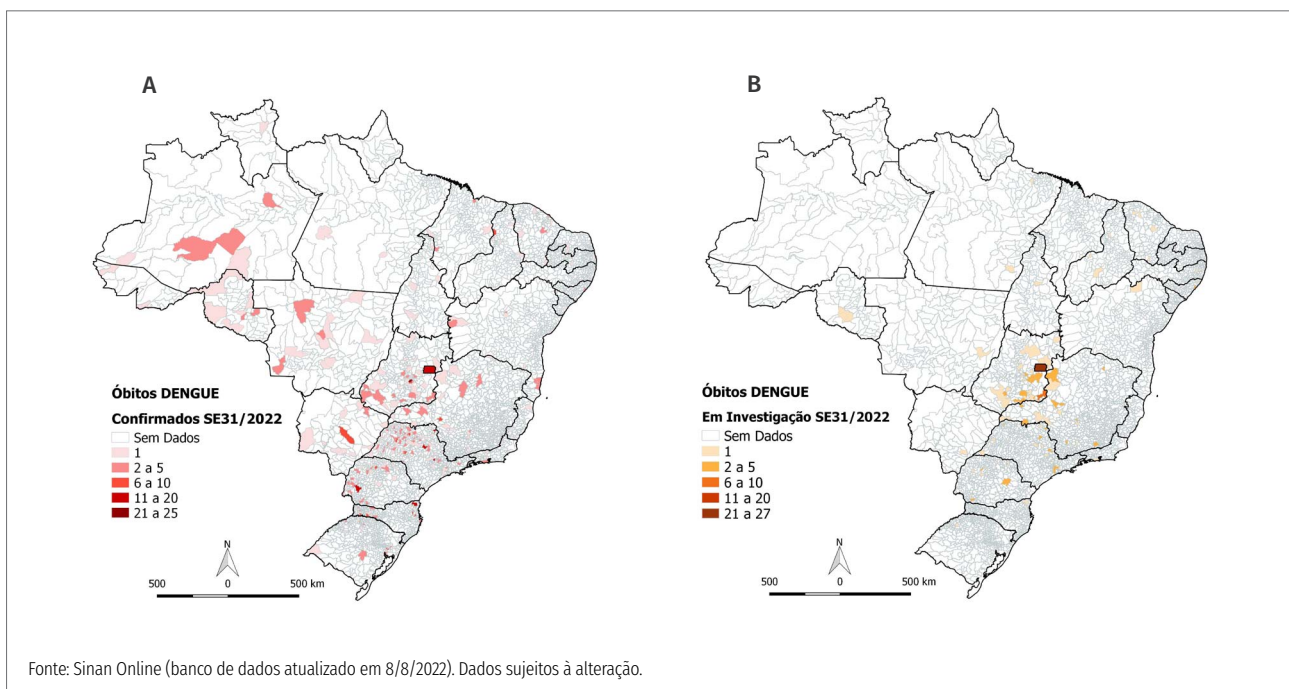 A
Óbitos DENGUE
Confirmados SE31/2022
Sem Dados
1
2 a 5
6 a 10
11 a 20
21 a 25
N
500 0 500 km
B
Óbitos DENGUE
Em Investigação SE31/2022
Sem Dados
1
2 a 5
6 a 10
11 a 20
21 a 27
N
500 0 500 km
Fonte: Sinan Online (banco de dados atualizado em 8/8/2022). Dados sujeitos à alteração.